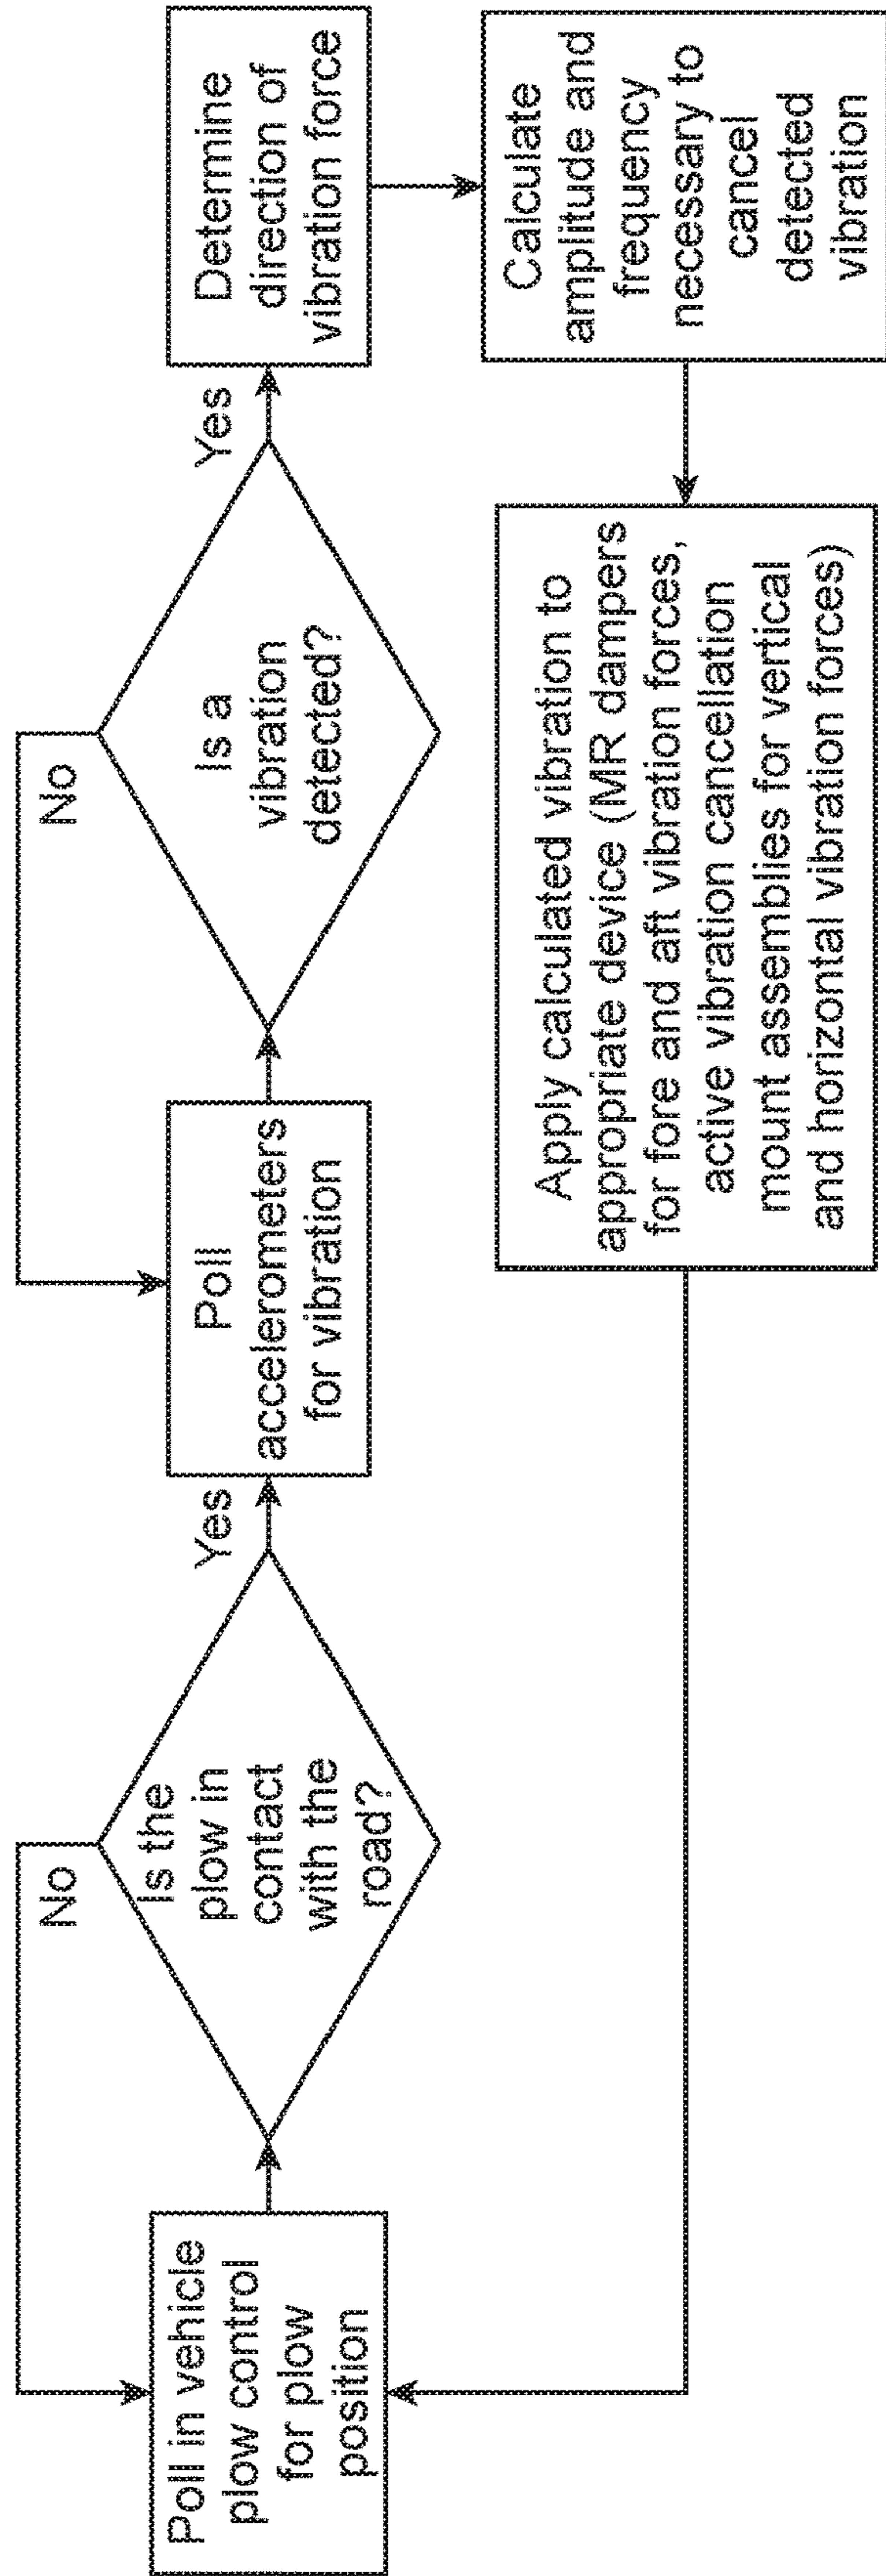 Poll in vehicle
plow control
for plow
position
No
Is the
plow in
contact
with the
road?
Yes
Poll
accelerometers
for vibration
No
Is a
vibration
detected?
Yes
Determine
direction of
vibration force
Calculate
amplitude and
frequency
necessary to
cancel
detected
vibration
Apply calculated vibration to
appropriate device (MR dampers
for fore and aft vibration forces,
active vibration cancellation
mount assemblies for vertical
and horizontal vibration forces)